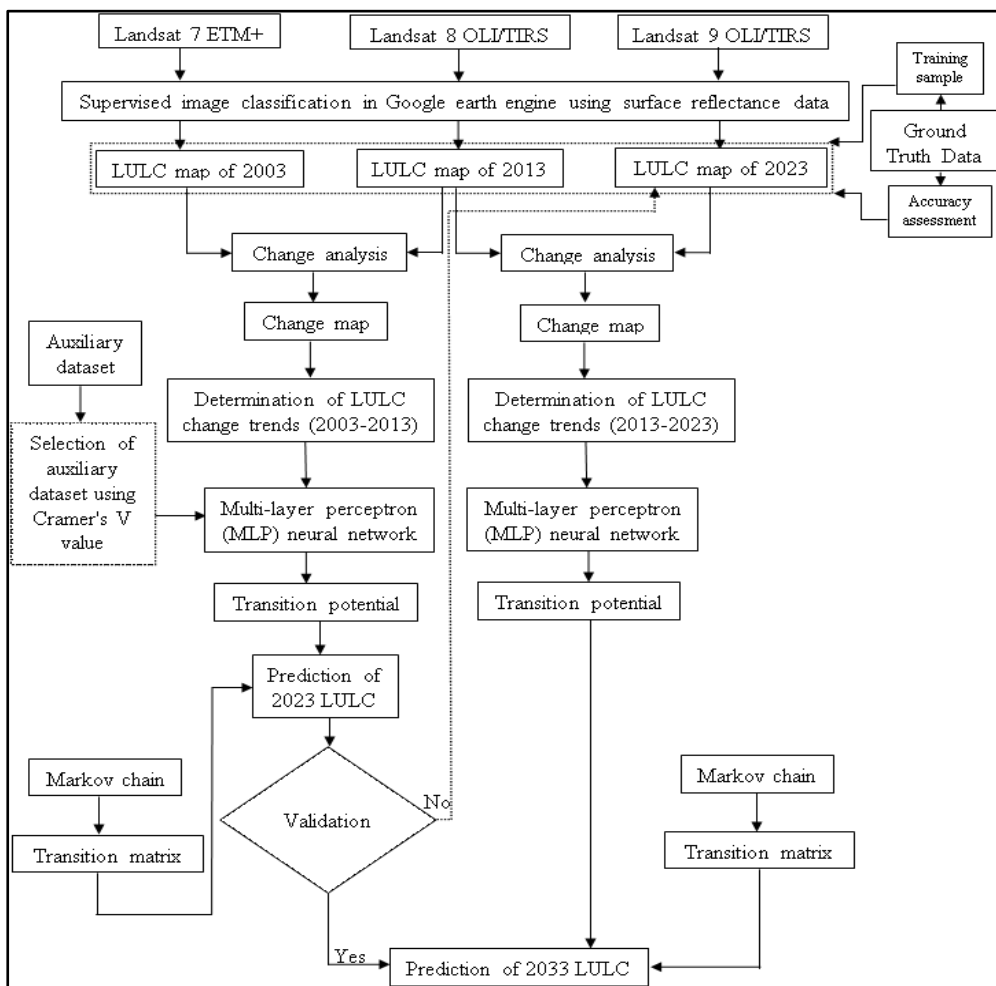 Landsat 7 ETM+
Landsat 8 OLI/TIRS
Landsat 9 OLI/TIRS
Training
sample
Supervised image classification in Google earth engine using surface reflectance data
Ground
Truth Data
LULC map of 2003
LULC map of 2013
LULC map of 2023
Accuracy
assessment
Change analysis
Change analysis
Change map
Change map
Auxiliary
dataset
Determination of LULC
change trends (2003-2013)
Determination of LULC
change trends (2013-2023)
Selection of
auxiliary
dataset using
Cramer's V
value
Multi-layer perceptron
(MLP) neural network
Multi-layer perceptron
(MLP) neural network
Transition potential
Transition potential
Prediction of
2023 LULC
Markov chain
Markov chain
No
Validation
Transition matrix
Transition matrix
Yes
Prediction of 2033 LULC